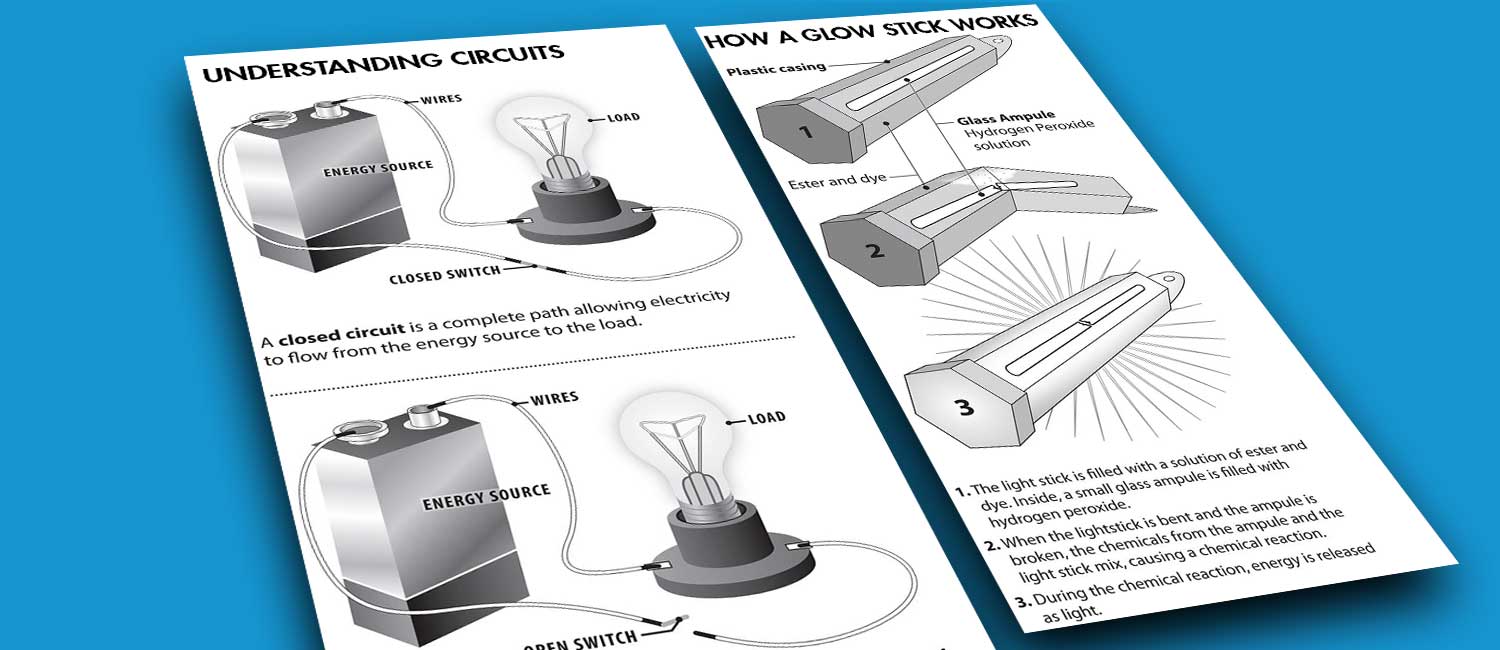 UNDERSTANDING CIRCUITS
WIRES
LOAD
ENERGY SOURCE
CLOSED SWITCH
A closed circuit is a complete path allowing electricity
to flow from the energy source to the load.
WIRES
LOAD
ENERGY SOURCE
OPEN SWITCH
HOW A GLOW STICK WORKS
Plastic casing
1
Glass Ampule
Hydrogen Peroxide
solution
Ester and dye
2
3
1. The light stick is filled with a solution of ester and
dye. Inside, a small glass ampule is filled with
hydrogen peroxide.
2. When the lightstick is bent and the ampule is
broken, the chemicals from the ampule and the
light stick mix, causing a chemical reaction.
3. During the chemical reaction, energy is released
as light.